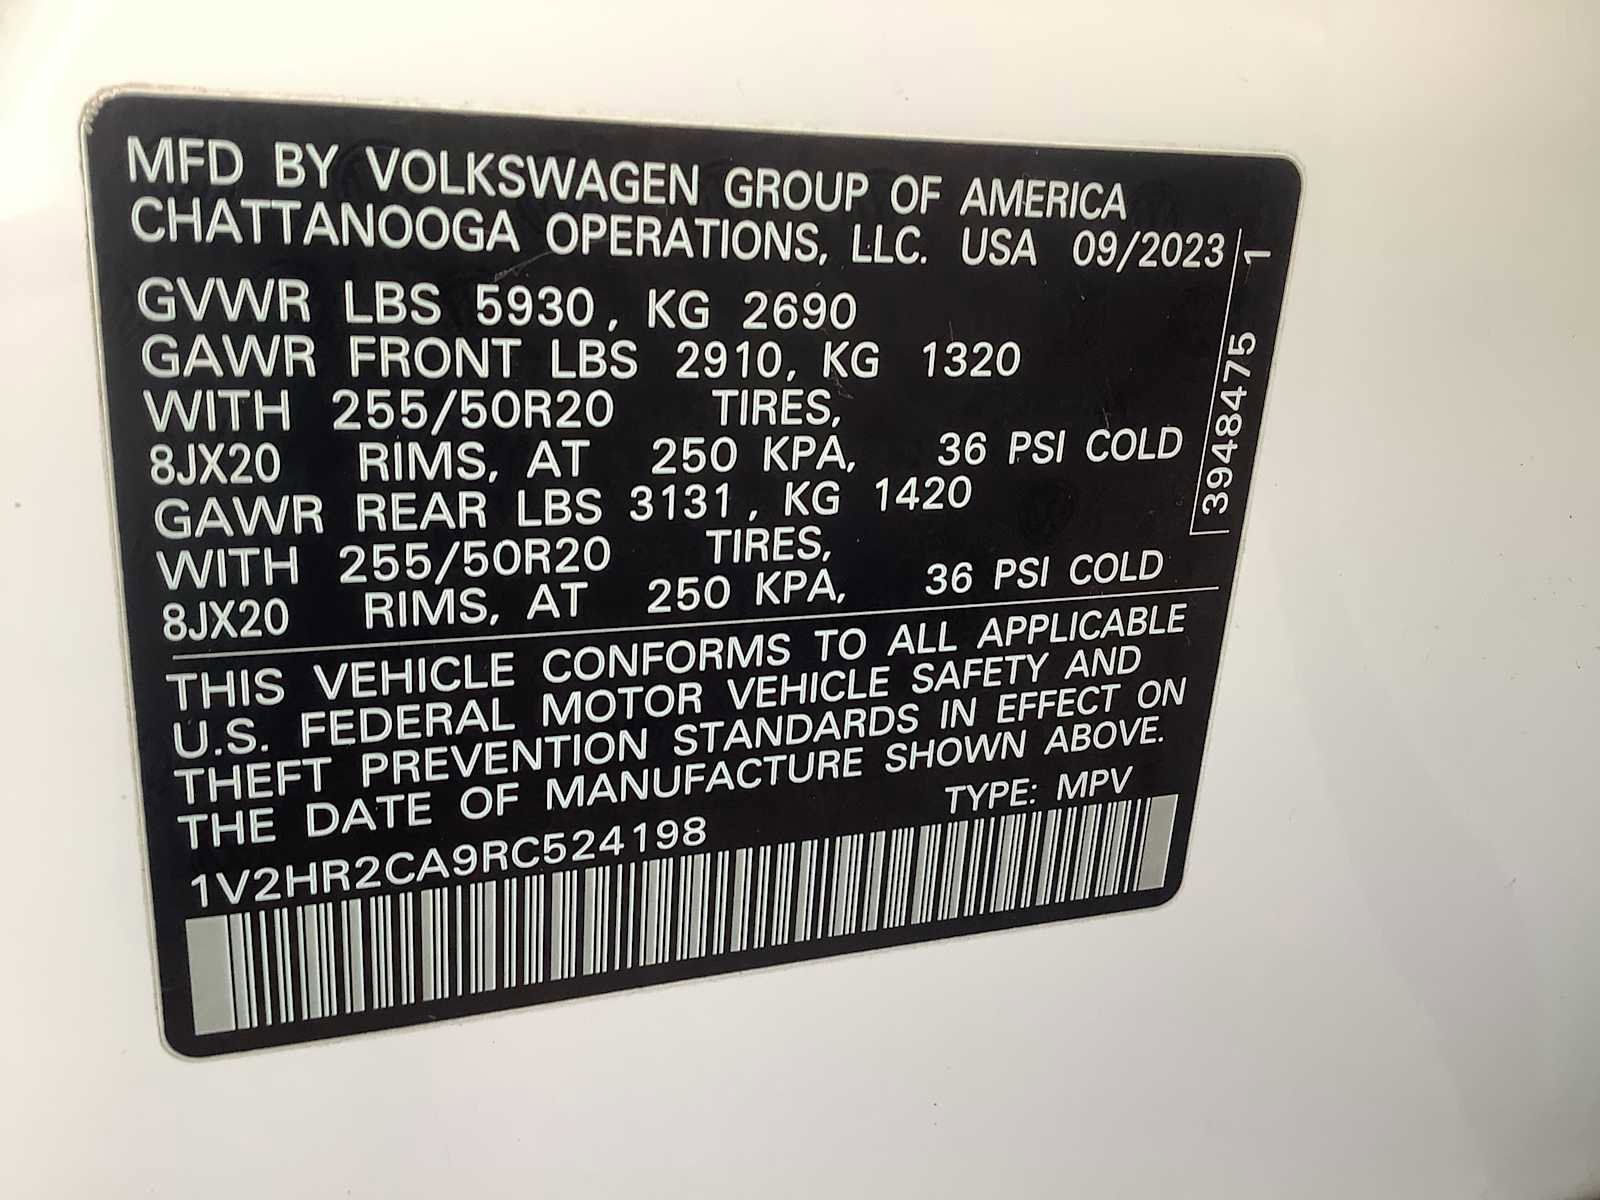 MFD BY VOLKSWAGEN GROUP OF AMERICA
CHATTANOOGA OPERATIONS, LLC. USA 09/2023
GVWR LBS 5930, KG 2690
GAWR FRONT LBS 2910, KG 1320
WITH 255/50R20 TIRES,
8JX20 RIMS, AT 250 KPA, 36 PSI COLD
GAWR REAR LBS 3131, KG 1420
WITH 255/50R20 TIRES,
8JX20 RIMS, AT 250 KPA, 36 PSI COLD
3948475 1
THIS VEHICLE CONFORMS TO ALL APPLICABLE
U.S. FEDERAL MOTOR VEHICLE SAFETY AND
THEFT PREVENTION STANDARDS IN EFFECT ON
THE DATE OF MANUFACTURE SHOWN ABOVE.
TYPE: MPV
1V2HR2CA9RC524198